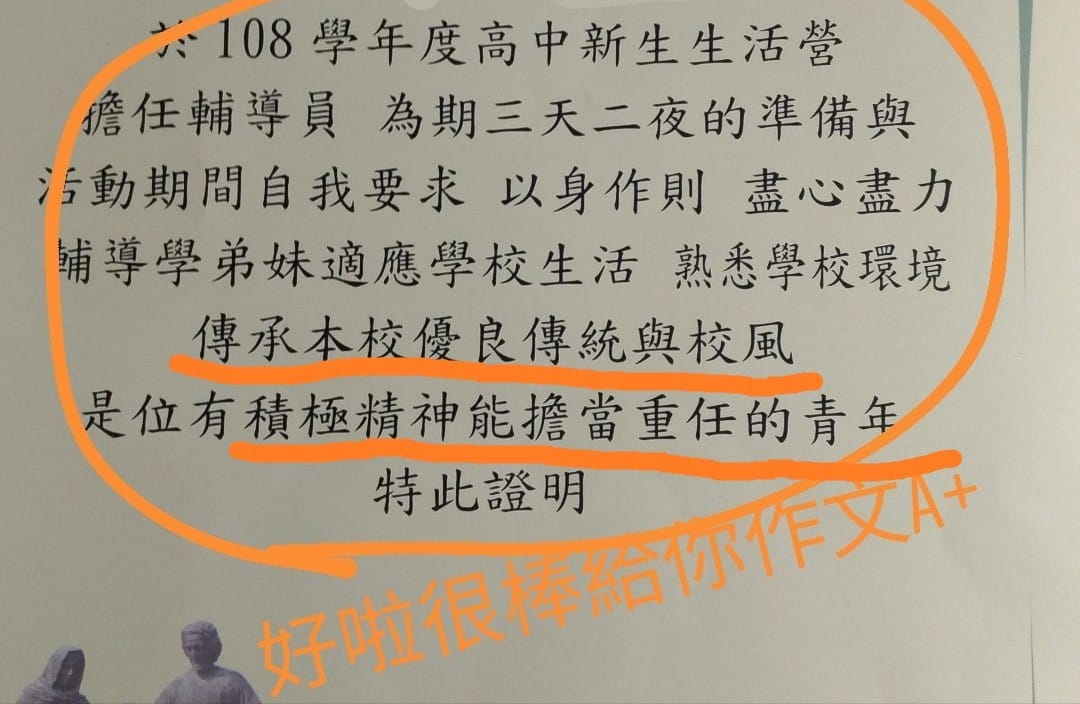 於 108 學年度高中新生生活營
擔任輔導員 為期三天二夜的準備與
活動期間自我要求 以身作則 盡心盡力
輔導學弟妹適應學校生活 熟悉學校環境
傳承本校優良傳統與校風
是位有積極精神能擔當重任的青年
特此證明
好啦很棒給你作文A+